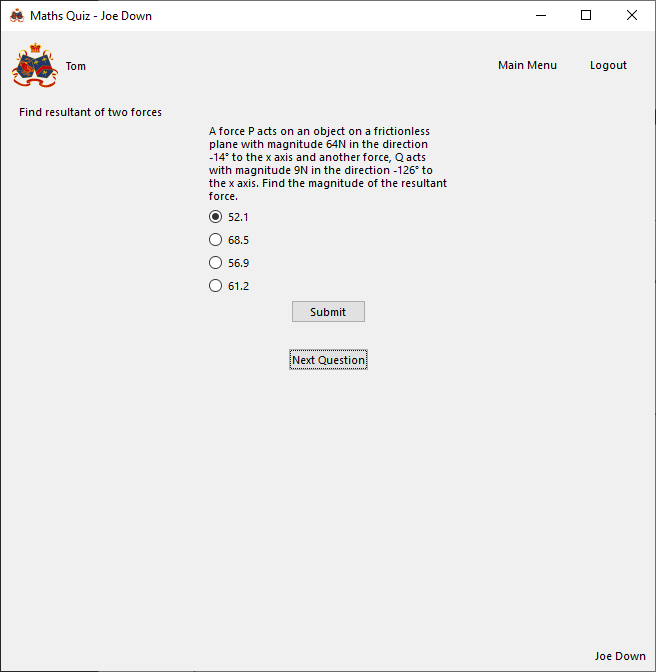 Maths Quiz - Joe Down
Tom
Main Menu
Logout
Find resultant of two forces
A force P acts on an object on a frictionless
plane with magnitude 64N in the direction
-14° to the x axis and another force, Q acts
with magnitude 9N in the direction -126° to
the x axis. Find the magnitude of the resultant
force.
52.1
68.5
56.9
61.2
Submit
Next Question
Joe Down